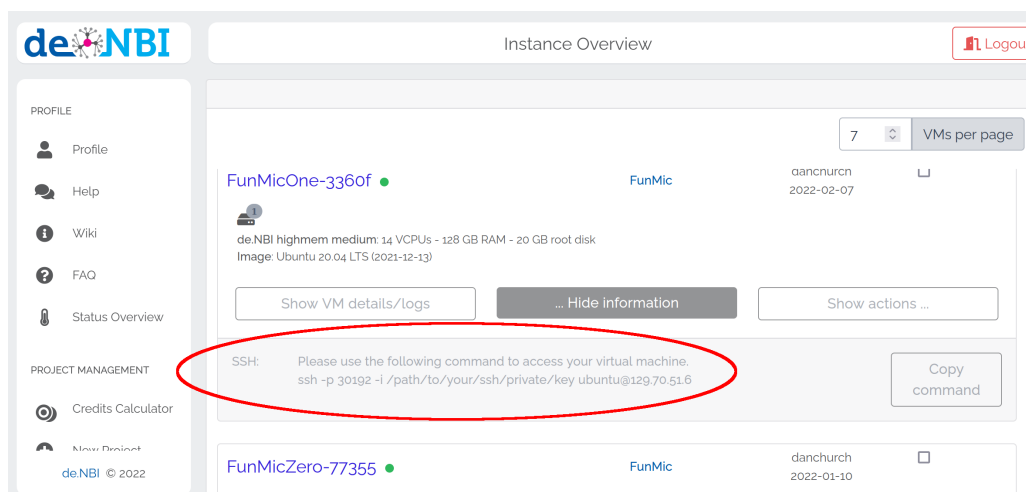 de NBI
Instance Overview
Logou
PROFILE
Profile
Help
Wiki
FAQ
Status Overview
PROJECT MANAGEMENT
Credits Calculator
New Project
de.NBI © 2022
7 VMs per page
FunMicOne-3360f
FunMic
danchurch
2022-02-07
1
de.NBI highmem medium: 14 VCPUs - 128 GB RAM - 20 GB root disk
Image: Ubuntu 20.04 LTS (2021-12-13)
Show VM details/logs
... Hide information
Show actions ...
SSH: Please use the following command to access your virtual machine.
ssh -p 30192 -i /path/to/your/ssh/private/key ubuntu@129.70.51.6
Copy
command
FunMicZero-77355
FunMic
danchurch
2022-01-10